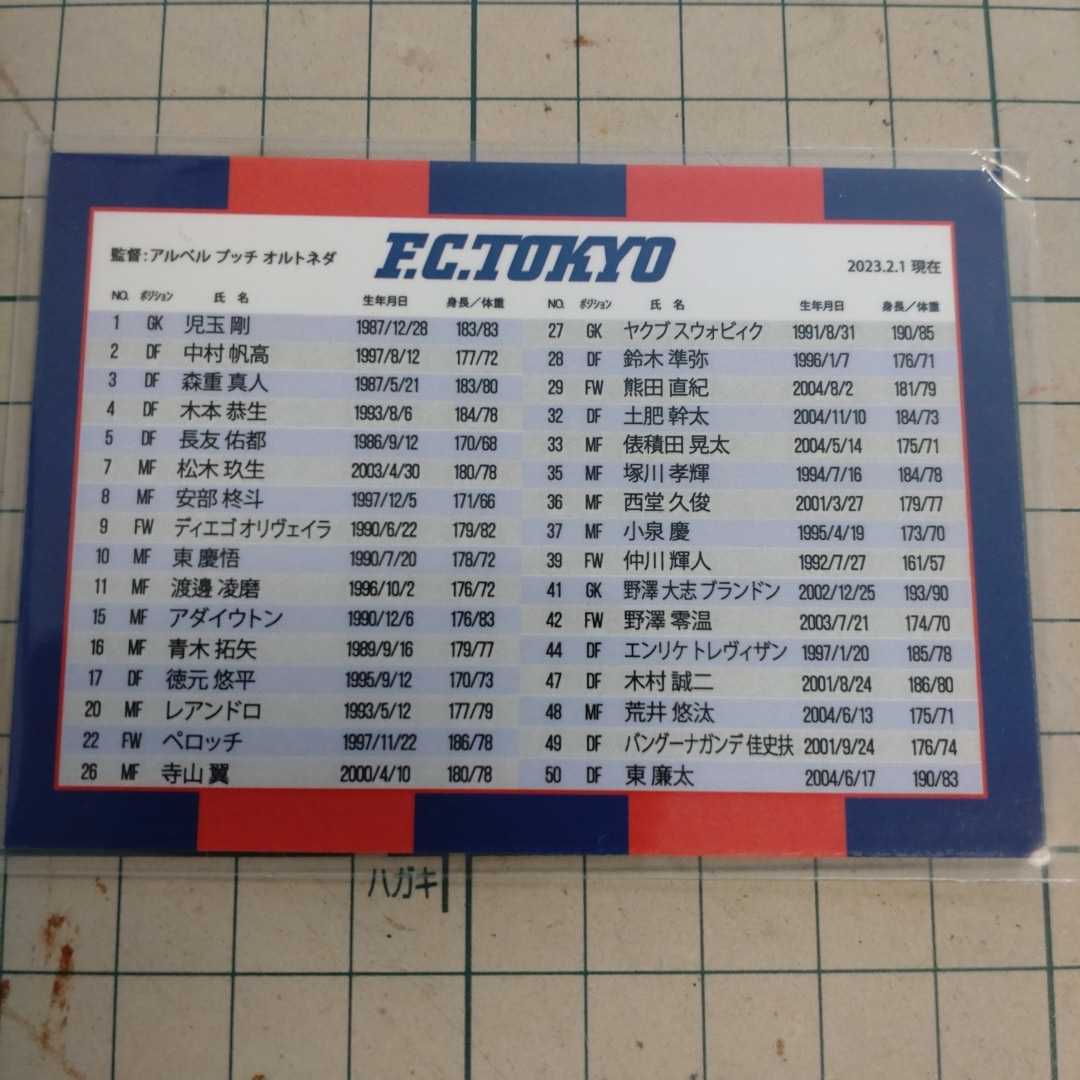 監督:アルベル プッチ オルトネダ
F.C.TOKYO
2023.2.1 現在
NO. ポジション 氏 名 生年月日 身長/体重
1 GK 児玉 剛 1987/12/28 183/83
2 DF 中村 帆高 1997/8/12 177/72
3 DF 森重 真人 1987/5/21 183/80
4 DF 木本 恭生 1993/8/6 184/78
5 DF 長友 佑都 1986/9/12 170/68
7 MF 松木 玖生 2003/4/30 180/78
8 MF 安部 柊斗 1997/12/5 171/66
9 FW ディエゴ オリヴェイラ 1990/6/22 179/82
10 MF 東 慶悟 1990/7/20 178/72
11 MF 渡邊 凌磨 1996/10/2 176/72
15 MF アダイウトン 1990/12/6 176/83
16 MF 青木 拓矢 1989/9/16 179/77
17 DF 徳元 悠平 1995/9/12 170/73
20 MF レアンドロ 1993/5/12 177/79
22 FW ペロッチ 1997/11/22 186/78
26 MF 寺山 翼 2000/4/10 180/78
NO. ポジション 氏 名 生年月日 身長/体重
27 GK ヤクブ スウォビィク 1991/8/31 190/85
28 DF 鈴木 準弥 1996/1/7 176/71
29 FW 熊田 直紀 2004/8/2 181/79
32 DF 土肥 幹太 2004/11/10 184/73
33 MF 俵積田 晃太 2004/5/14 175/71
35 MF 塚川 孝輝 1994/7/16 184/78
36 MF 西堂 久俊 2001/3/27 179/77
37 MF 小泉 慶 1995/4/19 173/70
39 FW 仲川 輝人 1992/7/27 161/57
41 GK 野澤 大志 ブランドン 2002/12/25 193/90
42 FW 野澤 零温 2003/7/21 174/70
44 DF エンリケ トレヴィザン 1997/1/20 185/78
47 DF 木村 誠二 2001/8/24 186/80
48 MF 荒井 悠汰 2004/6/13 175/71
49 DF バングーナガンデ 佳史扶 2001/9/24 176/74
50 DF 東 廉太 2004/6/17 190/83
ハガキ